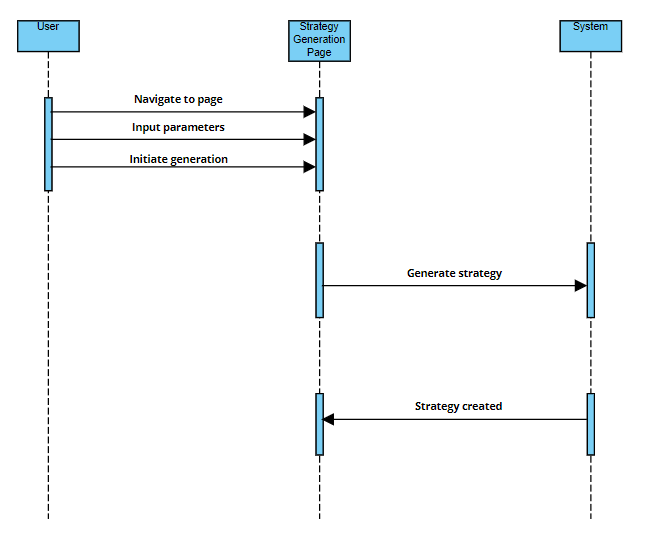 User
Strategy
Generation
Page
System
Navigate to page
Input parameters
Initiate generation
Generate strategy
Strategy created